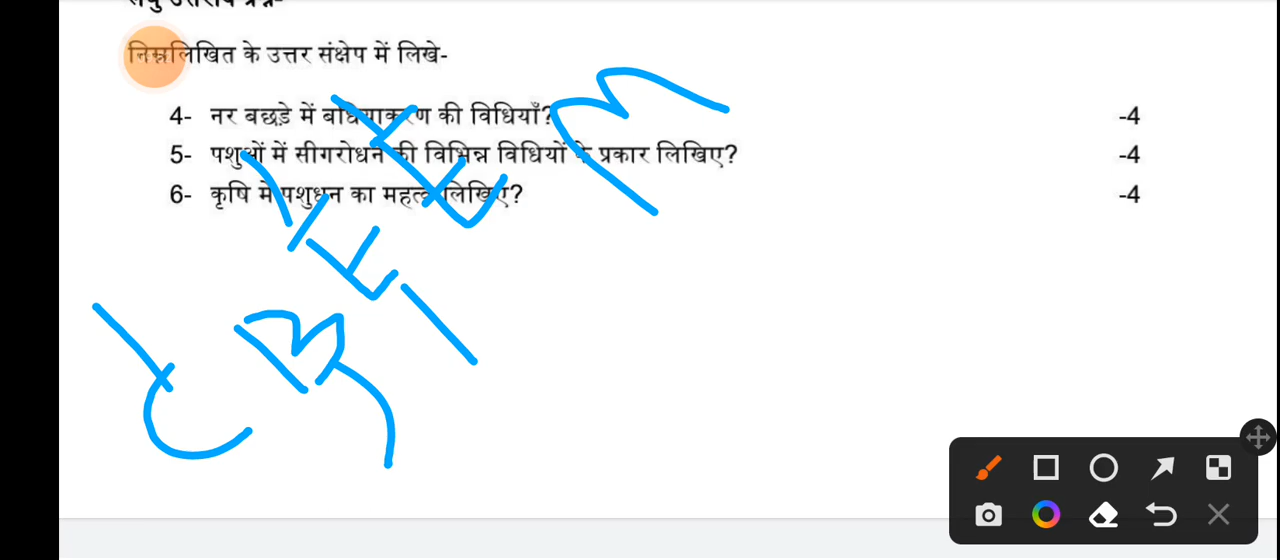 निम्नलिखित के उत्तर संक्षेप में लिखे-
4- नर बछड़े में बधियाकरण की विधियाँ? -4
5- पशुओं में सीगरोधन की विभिन्न विधियों के प्रकार लिखिए? -4
6- कृषि में पशुधन का महत्व लिखिए? -4